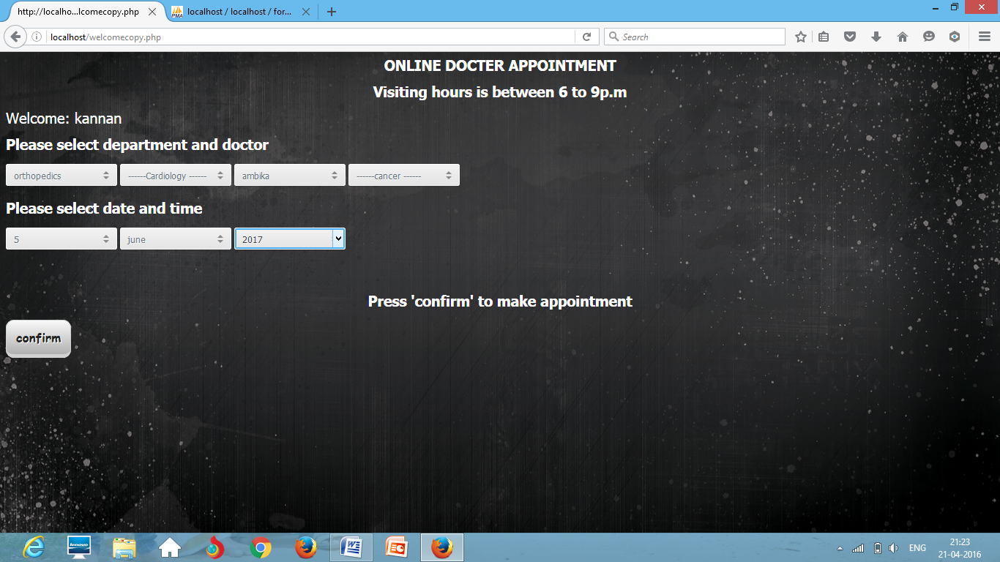 http://localho...lcomecopy.php
localhost / localhost / for...
localhost/welcomecopy.php
Search
ONLINE DOCTER APPOINTMENT
Visiting hours is between 6 to 9p.m
Welcome: kannan
Please select department and doctor
orthopedics ------Cardiology ------ ambika ------cancer ------
Please select date and time
5 june 2017
Press 'confirm' to make appointment
confirm
ENG
21:23
21-04-2016